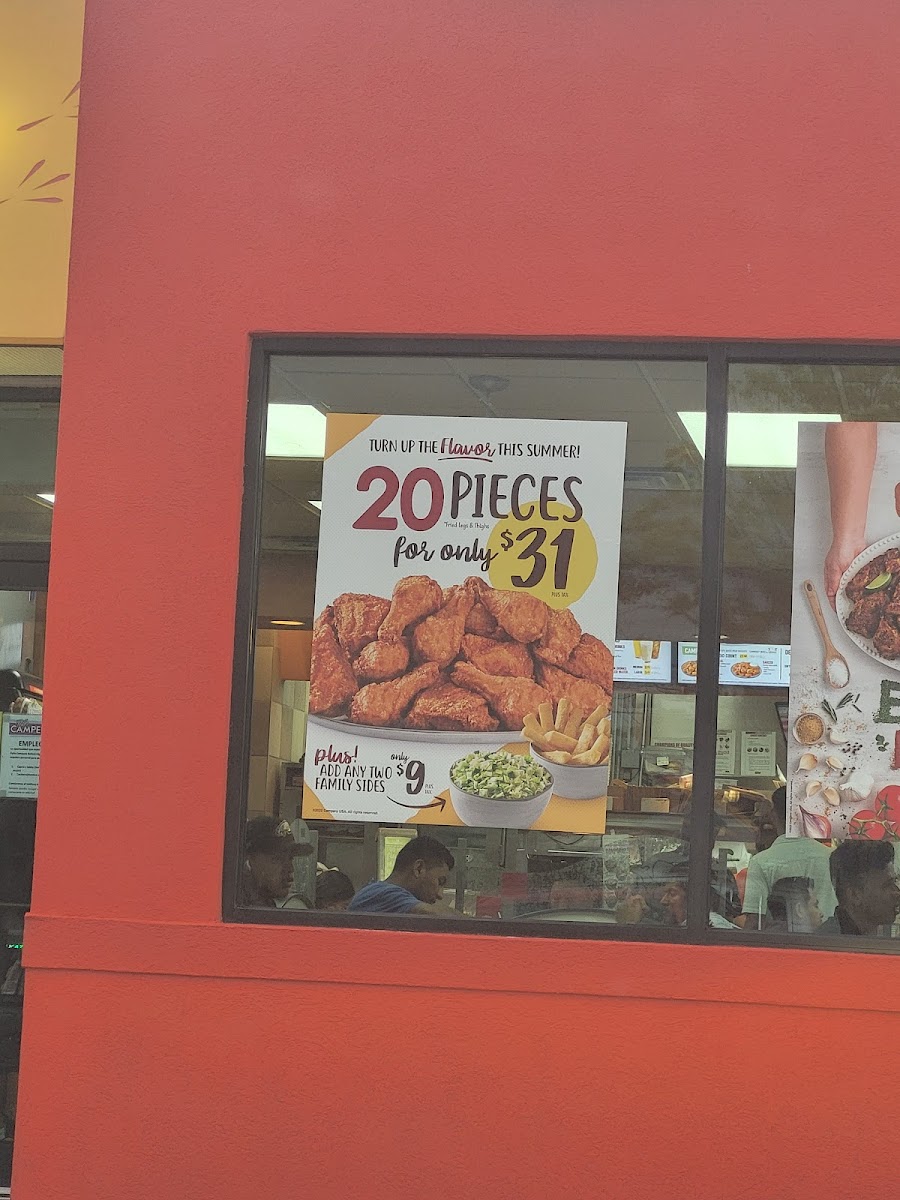 TURN UP THE Flavor THIS SUMMER!
20 PIECES
*Fried legs & thighs
for only $31
PLUS TAX
plus!
ADD ANY TWO
FAMILY SIDES
only
$9
PLUS
TAX
CAMPE
EMPLE